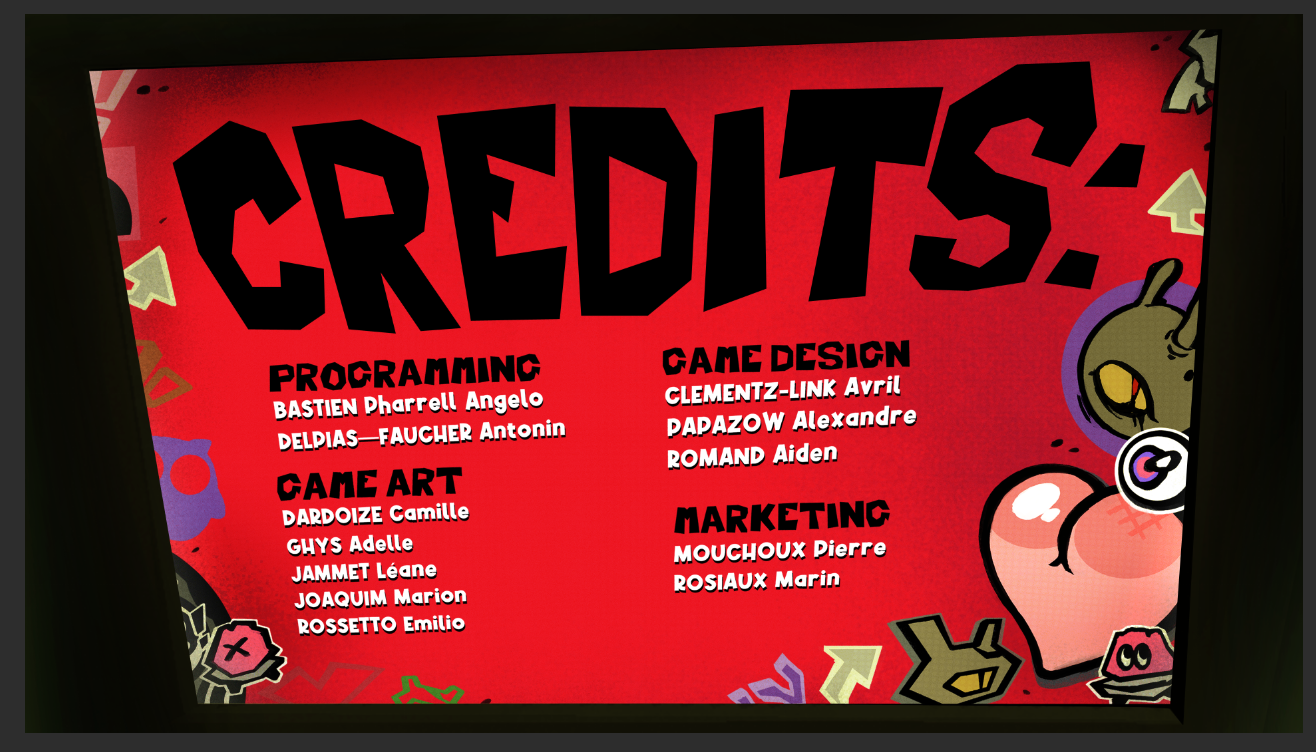 CREDITS:
PROGRAMMING
BASTIEN Pharrell Angelo
DELPIAS—FAUCHER Antonin
GAME ART
DARDOIZE Camille
GHYS Adelle
JAMMET Léane
JOAQUIM Marion
ROSSETTO Emilio
GAME DESIGN
CLEMENTZ-LINK Avril
PAPAZOW Alexandre
ROMAND Aiden
MARKETING
MOUCHOUX Pierre
ROSIAUX Marin